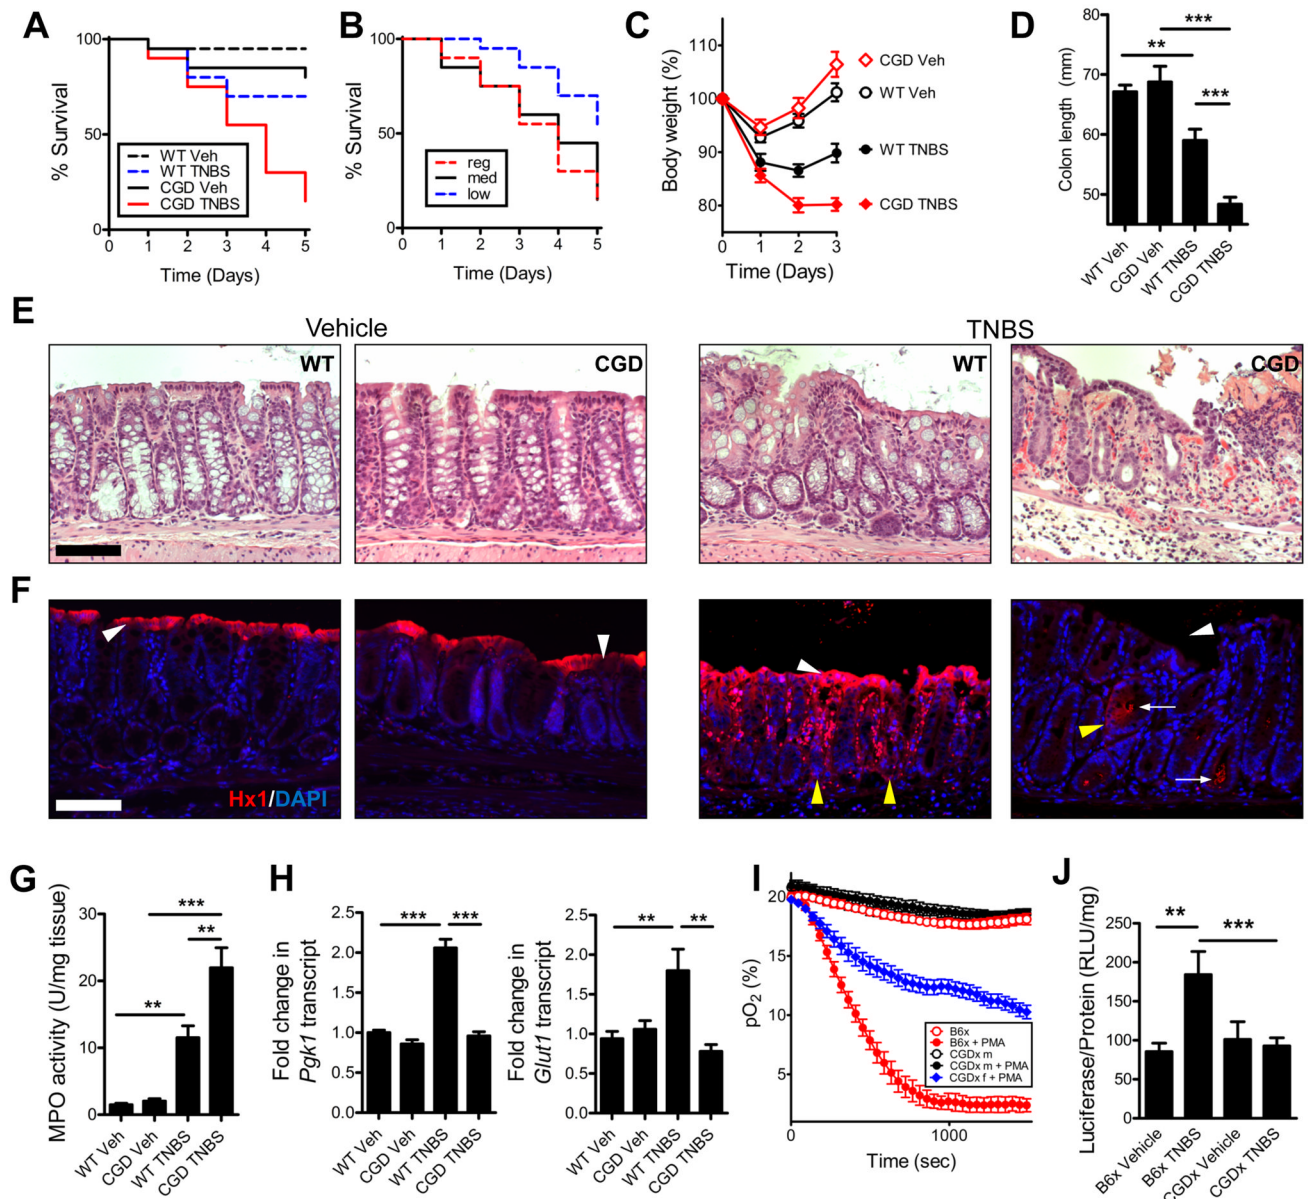 A
% Survival
100
50
0
0 1 2 3 4 5
Time (Days)
WT Veh
WT TNBS
CGD Veh
CGD TNBS
B
% Survival
100
50
0
0 1 2 3 4 5
Time (Days)
reg
med
low
C
Body weight (%)
110
100
90
80
0 1 2 3
Time (Days)
CGD Veh
WT Veh
WT TNBS
CGD TNBS
D
Colon length (mm)
80
70
60
50
***
**
***
WT Veh
CGD Veh
WT TNBS
CGD TNBS
E
Vehicle
TNBS
WT
CGD
WT
CGD
F
Hx1/DAPI
G
MPO activity (U/mg tissue)
30
20
10
0
***
**
**
WT Veh
CGD Veh
WT TNBS
CGD TNBS
H
Fold change in
Pgk1 transcript
2.5
2.0
1.5
1.0
0.5
0.0
*** ***
WT Veh
CGD Veh
WT TNBS
CGD TNBS
Fold change in
Glut1 transcript
2.5
2.0
1.5
1.0
0.5
0.0
** **
WT Veh
CGD Veh
WT TNBS
CGD TNBS
I
pO2 (%)
20
15
10
5
0 1000
Time (sec)
B6x
B6x + PMA
CGDx m
CGDx m + PMA
CGDx f + PMA
J
Luciferase/Protein (RLU/mg)
250
200
150
100
50
0
** ***
B6x Vehicle
B6x TNBS
CGDx Vehicle
CGDx TNBS